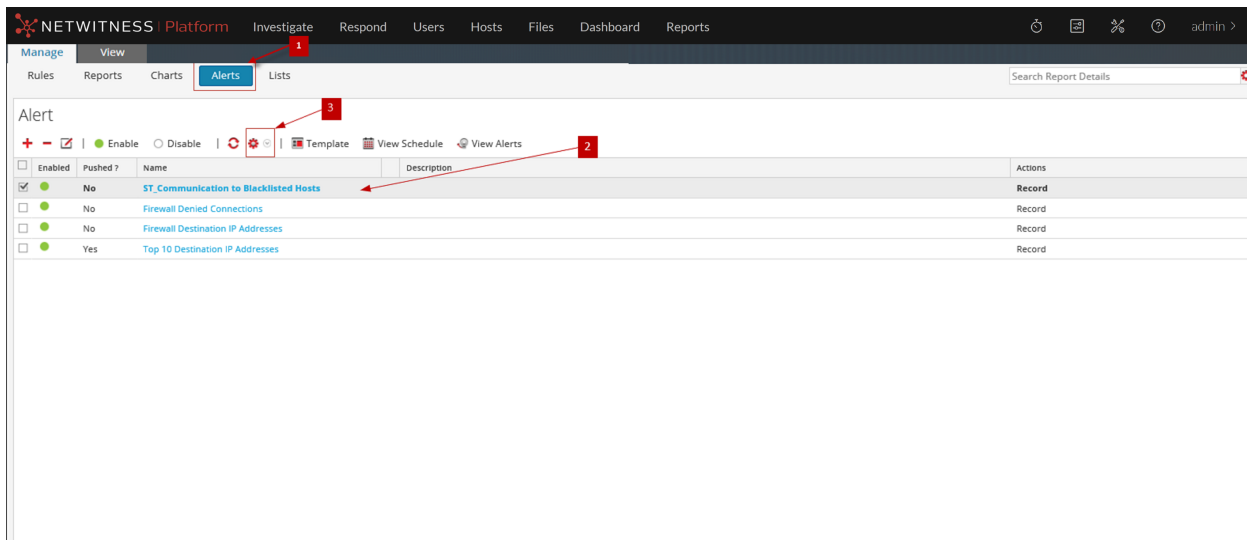 NETWITNESS | Platform Investigate Respond Users Hosts Files Dashboard Reports admin >
Manage View 1
Rules Reports Charts Alerts Lists Search Report Details
Alert 3
Enable Disable Template View Schedule View Alerts 2
Enabled Pushed ? Name Description Actions
No ST_Communication to Blacklisted Hosts Record
No Firewall Denied Connections Record
No Firewall Destination IP Addresses Record
Yes Top 10 Destination IP Addresses Record